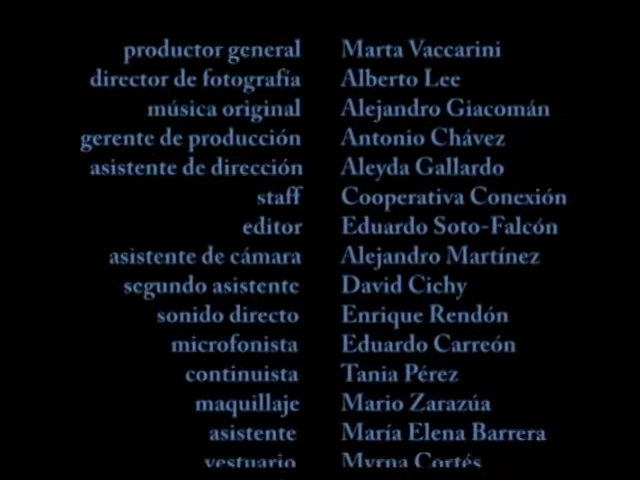 productor general Marta Vaccarini
director de fotografía Alberto Lee
música original Alejandro Giacomán
gerente de producción Antonio Chávez
asistente de dirección Aleyda Gallardo
staff Cooperativa Conexión
editor Eduardo Soto-Falcón
asistente de cámara Alejandro Martínez
segundo asistente David Cichy
sonido directo Enrique Rendón
microfonista Eduardo Carreón
continuista Tania Pérez
maquillaje Mario Zarazúa
asistente María Elena Barrera
vestuario Myrna Cortés